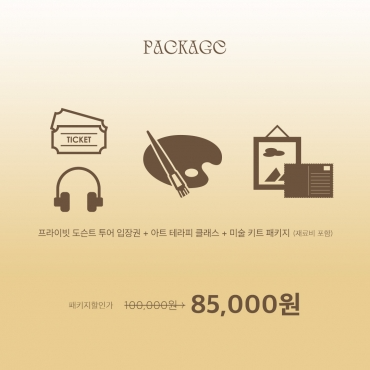 PACKAGE
TICKET
프라이빗 도슨트 투어 입장권 + 아트 테라피 클래스 + 미술 키트 패키지 (재료비 포함)
패키지할인가 100,000원→ 85,000원